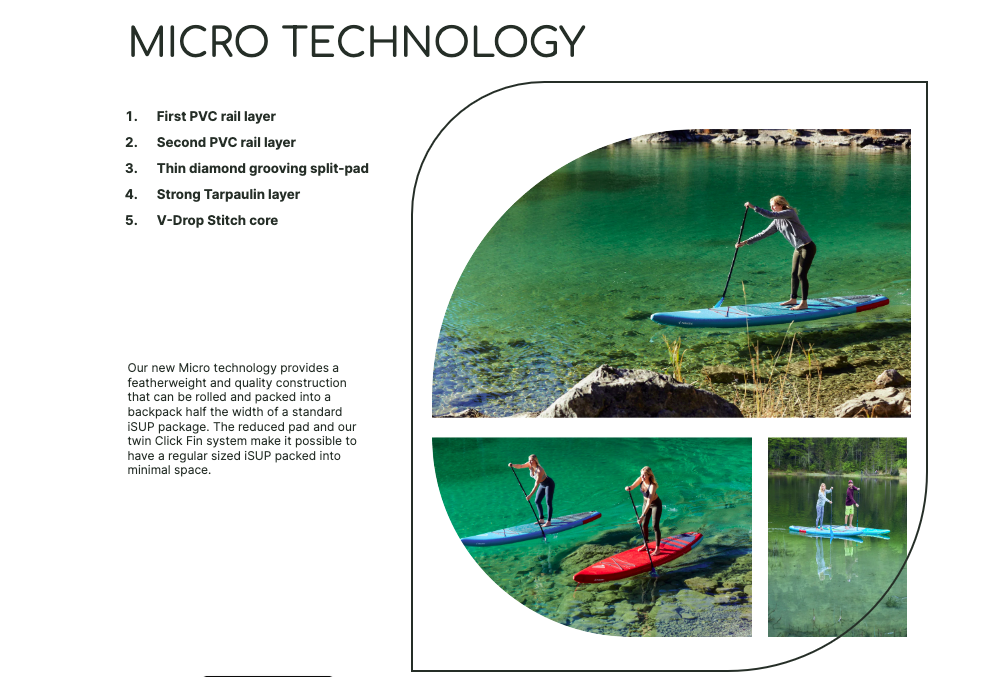 MICRO TECHNOLOGY
1. First PVC rail layer
2. Second PVC rail layer
3. Thin diamond grooving split-pad
4. Strong Tarpaulin layer
5. V-Drop Stitch core
Our new Micro technology provides a
featherweight and quality construction
that can be rolled and packed into a
backpack half the width of a standard
iSUP package. The reduced pad and our
twin Click Fin system make it possible to
have a regular sized iSUP packed into
minimal space.